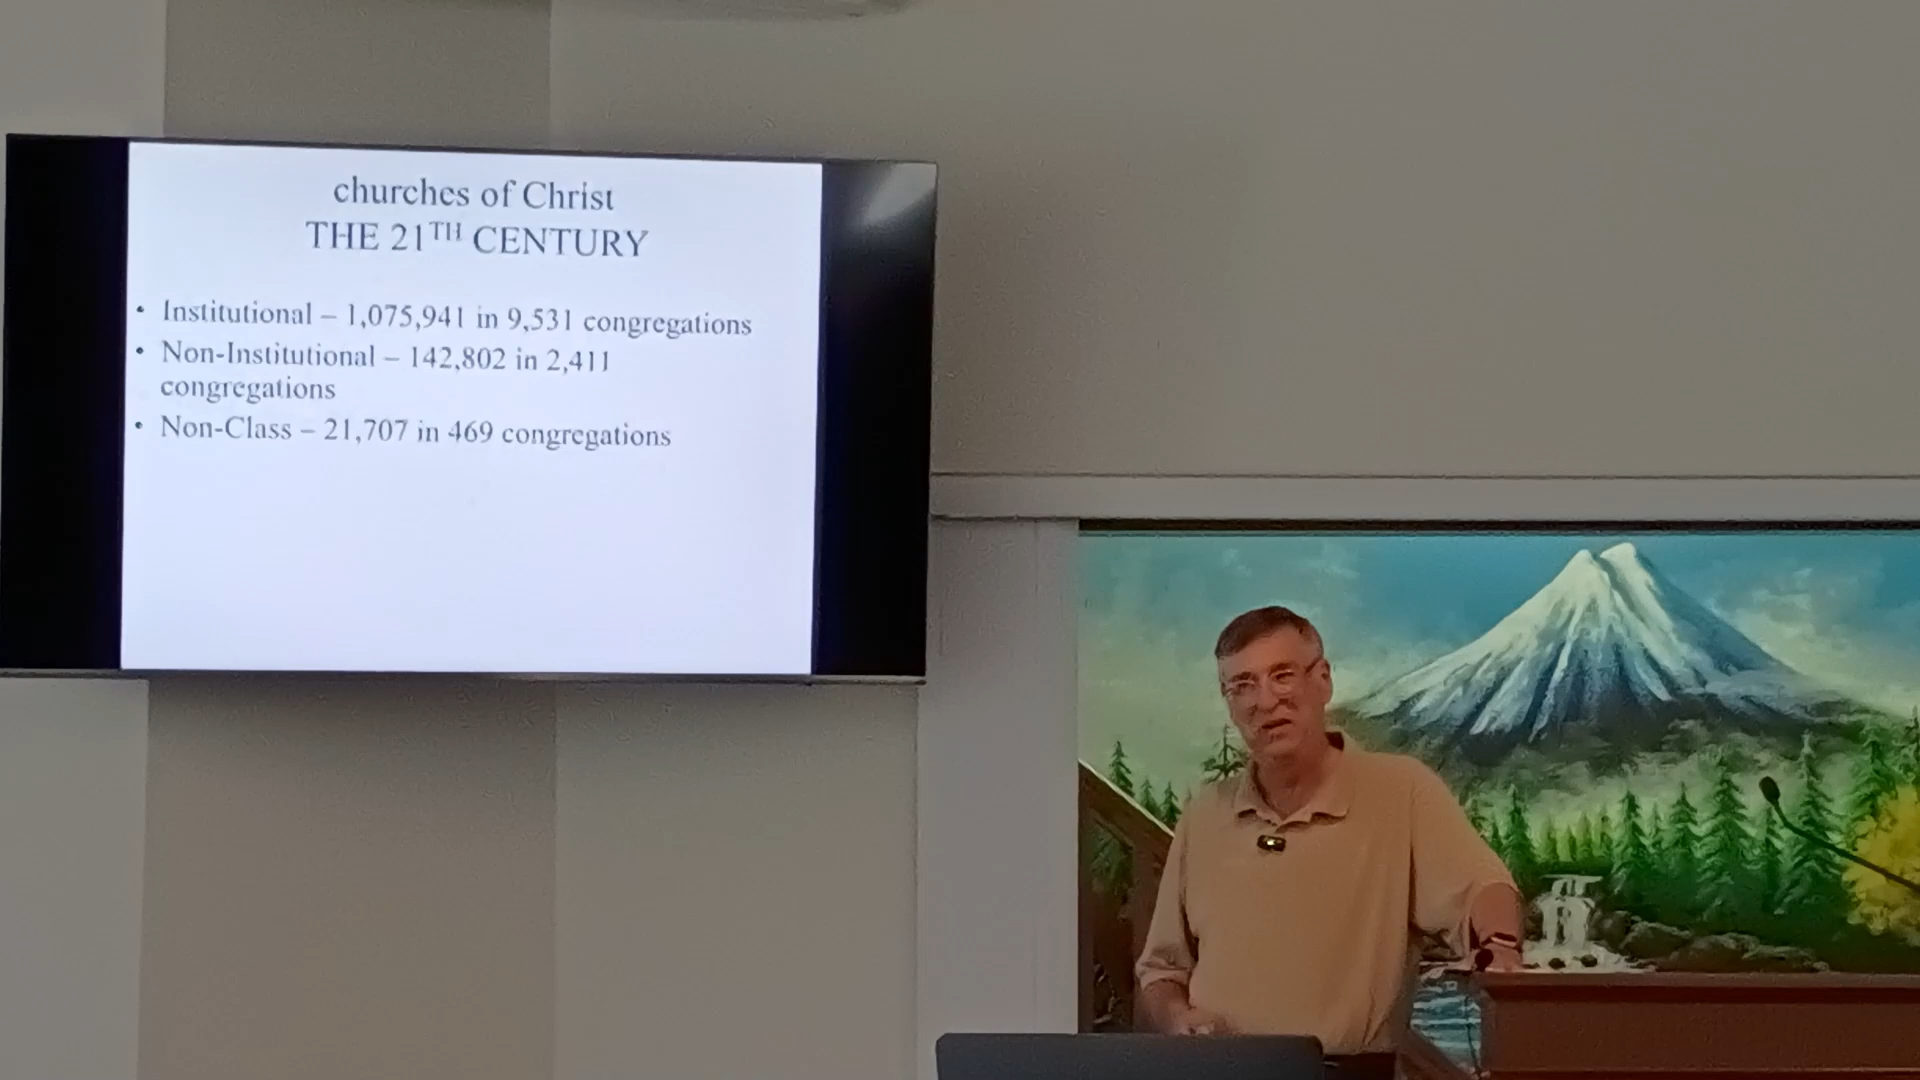 churches of Christ
THE 21TH CENTURY
• Institutional – 1,075,941 in 9,531 congregations
• Non-Institutional – 142,802 in 2,411
congregations
• Non-Class – 21,707 in 469 congregations